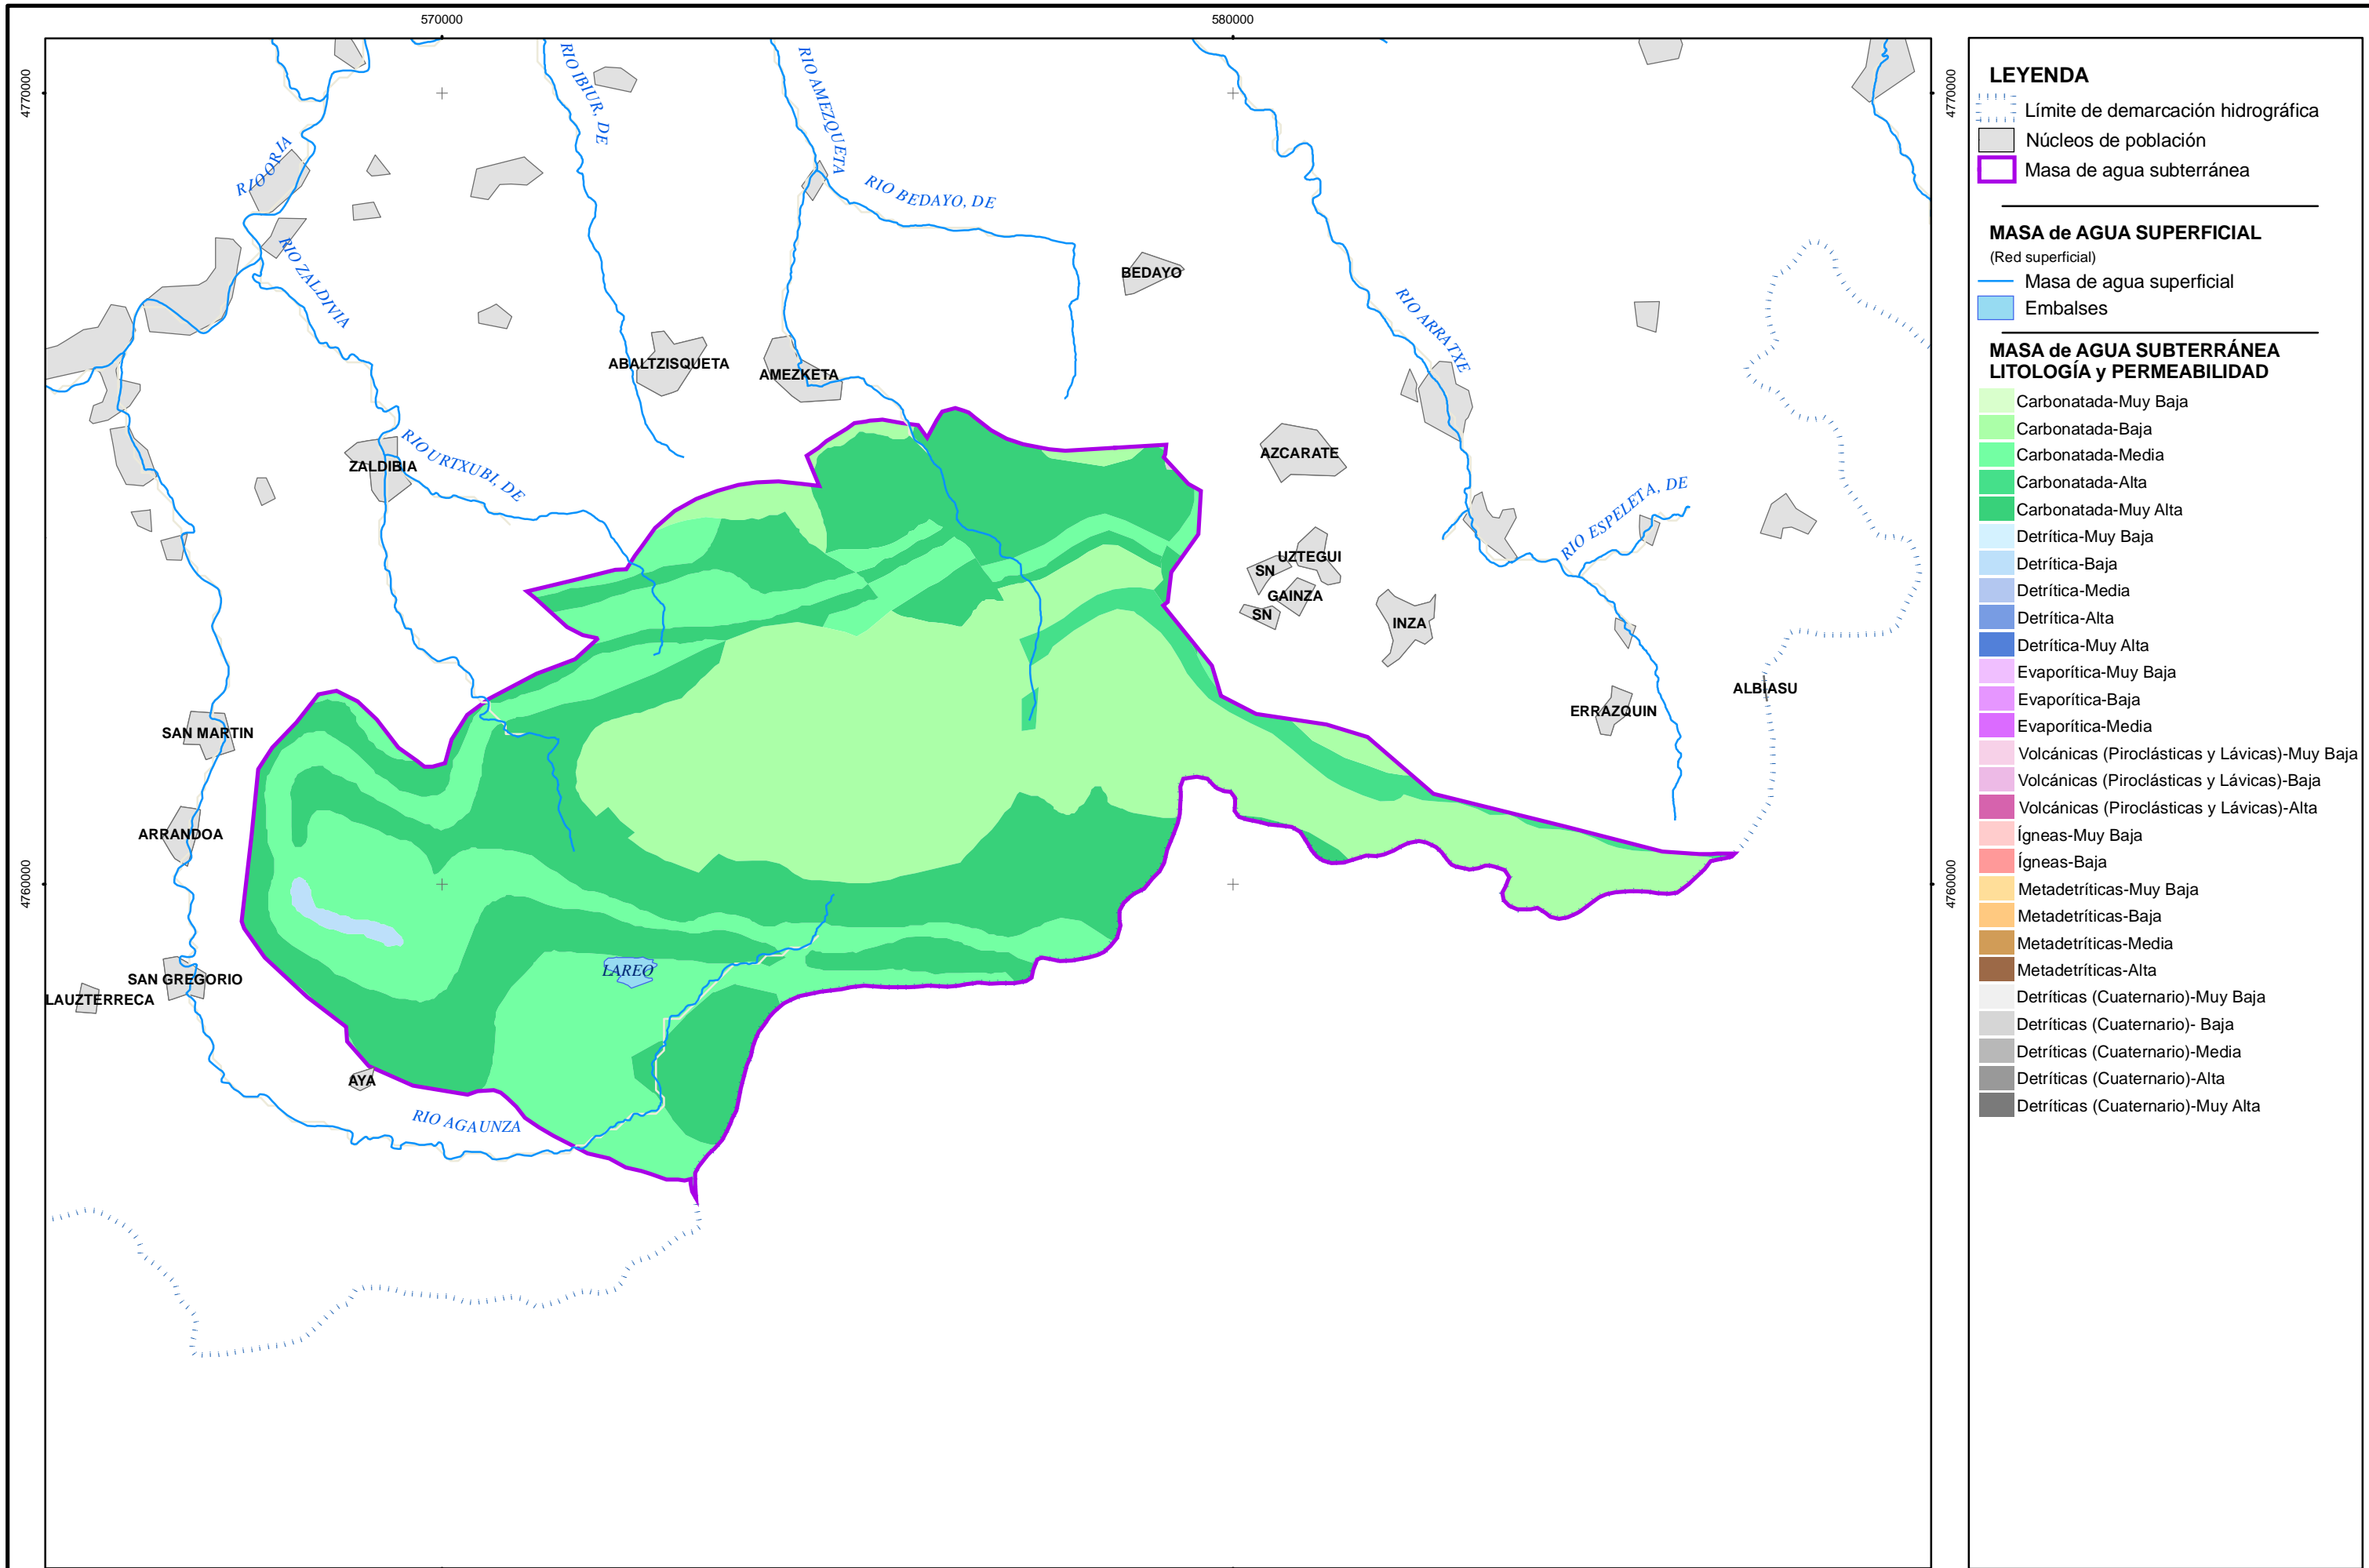 570000
580000
4770000
4770000
4760000
4760000
RIO ORIA
RIO IBIUR, DE
RIO AMEZQUETA
RIO BEDAYO, DE
RIO ZALDIVIA
BEDAYO
RIO ARRATXE
ABALTZISQUETA
AMEZKETA
ZALDIBIA
RIO URTXUBI, DE
AZCARATE
RIO ESPELETA, DE
UZTEGUI
SN
GAINZA
SN
INZA
ALBIASU
ERRAZQUIN
SAN MARTIN
ARRANDOA
SAN GREGORIO
LAUZTERRECA
LAREO
AYA
RIO AGAUNZA
LEYENDA
Límite de demarcación hidrográfica
Núcleos de población
Masa de agua subterránea
MASA de AGUA SUPERFICIAL
(Red superficial)
Masa de agua superficial
Embalses
MASA de AGUA SUBTERRÁNEA
LITOLOGÍA y PERMEABILIDAD
Carbonatada-Muy Baja
Carbonatada-Baja
Carbonatada-Media
Carbonatada-Alta
Carbonatada-Muy Alta
Detrítica-Muy Baja
Detrítica-Baja
Detrítica-Media
Detrítica-Alta
Detrítica-Muy Alta
Evaporítica-Muy Baja
Evaporítica-Baja
Evaporítica-Media
Volcánicas (Piroclásticas y Lávicas)-Muy Baja
Volcánicas (Piroclásticas y Lávicas)-Baja
Volcánicas (Piroclásticas y Lávicas)-Alta
Ígneas-Muy Baja
Ígneas-Baja
Metadetríticas-Muy Baja
Metadetríticas-Baja
Metadetríticas-Media
Metadetríticas-Alta
Detríticas (Cuaternario)-Muy Baja
Detríticas (Cuaternario)- Baja
Detríticas (Cuaternario)-Media
Detríticas (Cuaternario)-Alta
Detríticas (Cuaternario)-Muy Alta